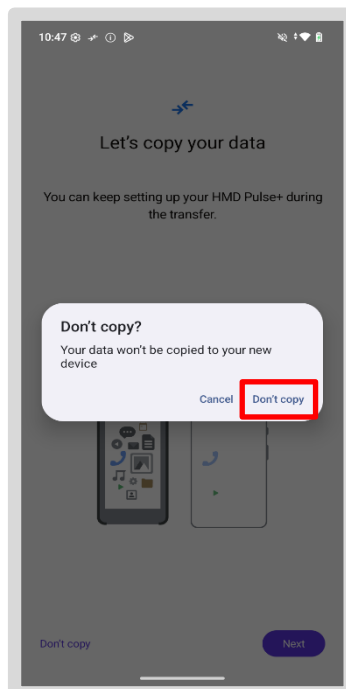 10:47
Let's copy your data
You can keep setting up your HMD Pulse+ during
the transfer.
Don't copy?
Your data won't be copied to your new
device
Cancel Don't copy
Don't copy Next